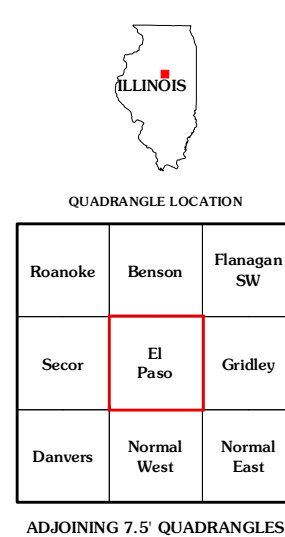 ILLINOIS
QUADRANGLE LOCATION
Roanoke Benson Flanagan
SW
Secor El
Paso Gridley
Danvers Normal
West Normal
East
ADJOINING 7.5' QUADRANGLES